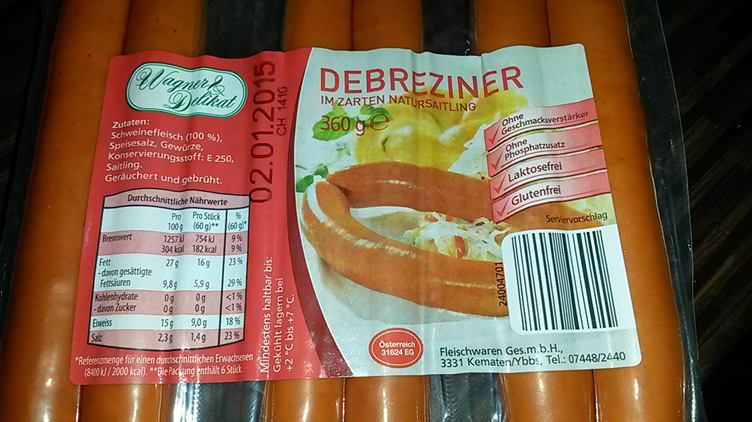 Wagner &
Delikat
Zutaten:
Schweinefleisch (100 %),
Speisesalz, Gewürze,
Konservierungsstoff: E 250,
Saitling.
Geräuchert und gebrüht.
Durchschnittliche Nährwerte
Pro 100 g Pro Stück (60 g)** % (60 g)*
Brennwert 1257 kJ 754 kJ 9 %
304 kcal 182 kcal 9 %
Fett 27 g 16 g 23 %
- davon gesättigte
Fettsäuren 9,8 g 5,9 g 29 %
Kohlenhydrate 0 g 0 g <1 %
- davon Zucker 0 g 0 g <1 %
Eiweiss 15 g 9,0 g 18 %
Salz 2,3 g 1,4 g 23 %
*Referenzmenge für einen durchschnittlichen Erwachsenen
(8400 kJ / 2000 kcal). **Die Packung enthält 6 Stück.
02.01.2015
CH 1410
Mindestens haltbar bis:
Gekühlt lagern bei
+2 °C bis +7 °C.
DEBREZINER
IM ZARTEN NATURSAITLING
360 g e
Ohne
Geschmacksverstärker
Ohne
Phosphatzusatz
Laktosefrei
Glutenfrei
Serviervorschlag
24004701
Österreich
31624 EG
Fleischwaren Ges.m.b.H.,
3331 Kematen/Ybbs, Tel.: 07448/2440